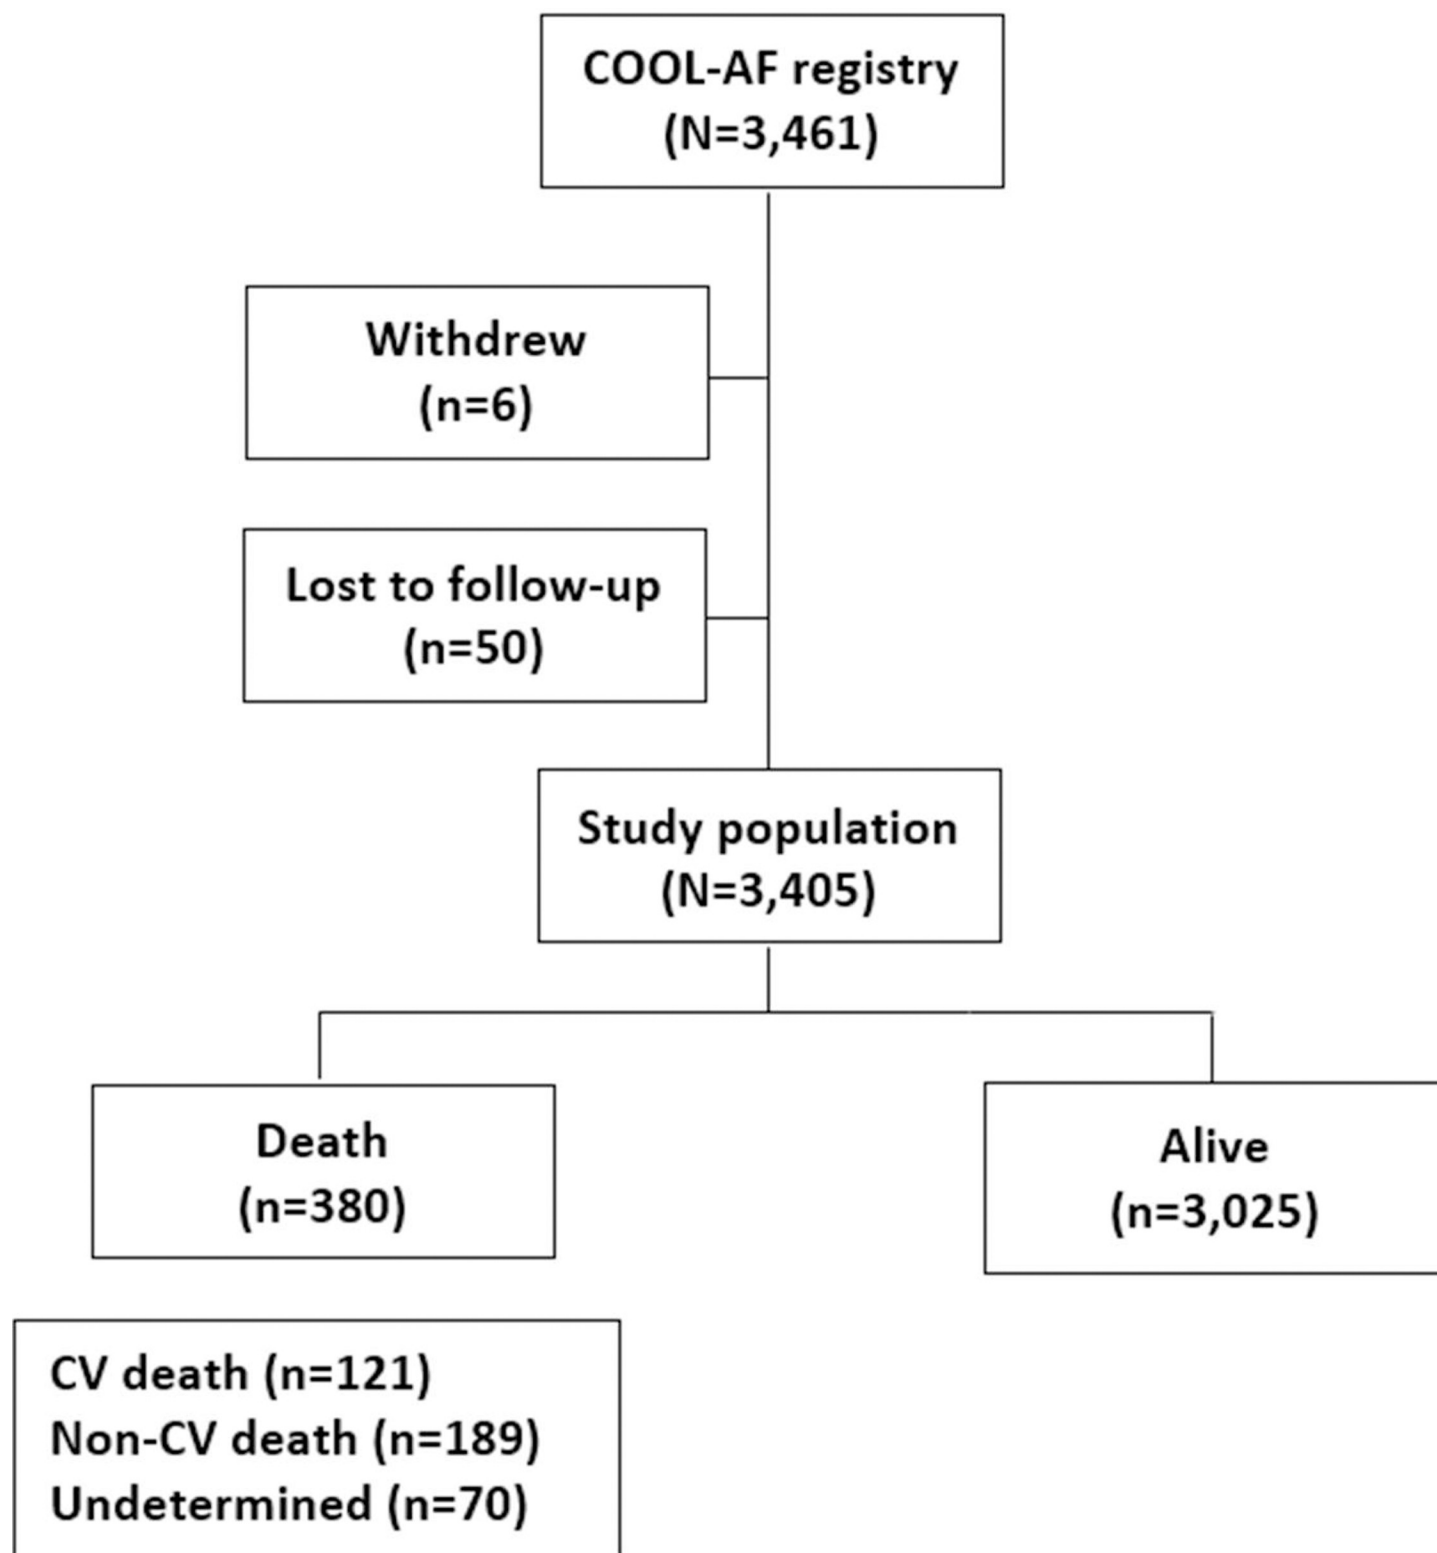 COOL-AF registry
(N=3,461)
Withdrew
(n=6)
Lost to follow-up
(n=50)
Study population
(N=3,405)
Death
(n=380)
Alive
(n=3,025)
CV death (n=121)
Non-CV death (n=189)
Undetermined (n=70)